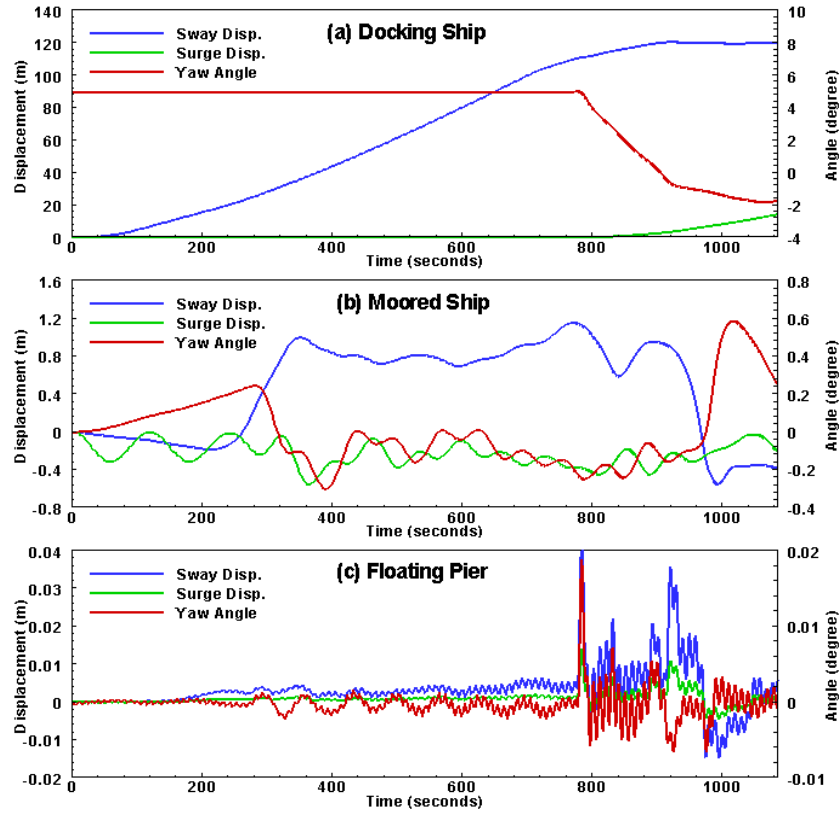 (a) Docking Ship
Sway Disp.
Surge Disp.
Yaw Angle
Displacement (m)
140
120
100
80
60
40
20
0
Angle (degree)
10
8
6
4
2
0
-2
-4
0 200 400 600 800 1000
Time (seconds)
(b) Moored Ship
Sway Disp.
Surge Disp.
Yaw Angle
Displacement (m)
1.6
1.2
0.8
0.4
0
-0.4
-0.8
Angle (degree)
0.8
0.6
0.4
0.2
0
-0.2
-0.4
0 200 400 600 800 1000
Time (seconds)
(c) Floating Pier
Sway Disp.
Surge Disp.
Yaw Angle
Displacement (m)
0.04
0.03
0.02
0.01
0
-0.01
-0.02
Angle (degree)
0.02
0.01
0
-0.01
0 200 400 600 800 1000
Time (seconds)